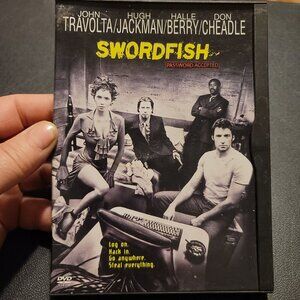 JOHN HUGH HALLE DON
TRAVOLTA/JACKMAN/BERRY/CHEADLE
SWORDFISH
PASSWORD ACCEPTED
Log on.
Hack in.
Go anywhere.
Steal everything.
DVD